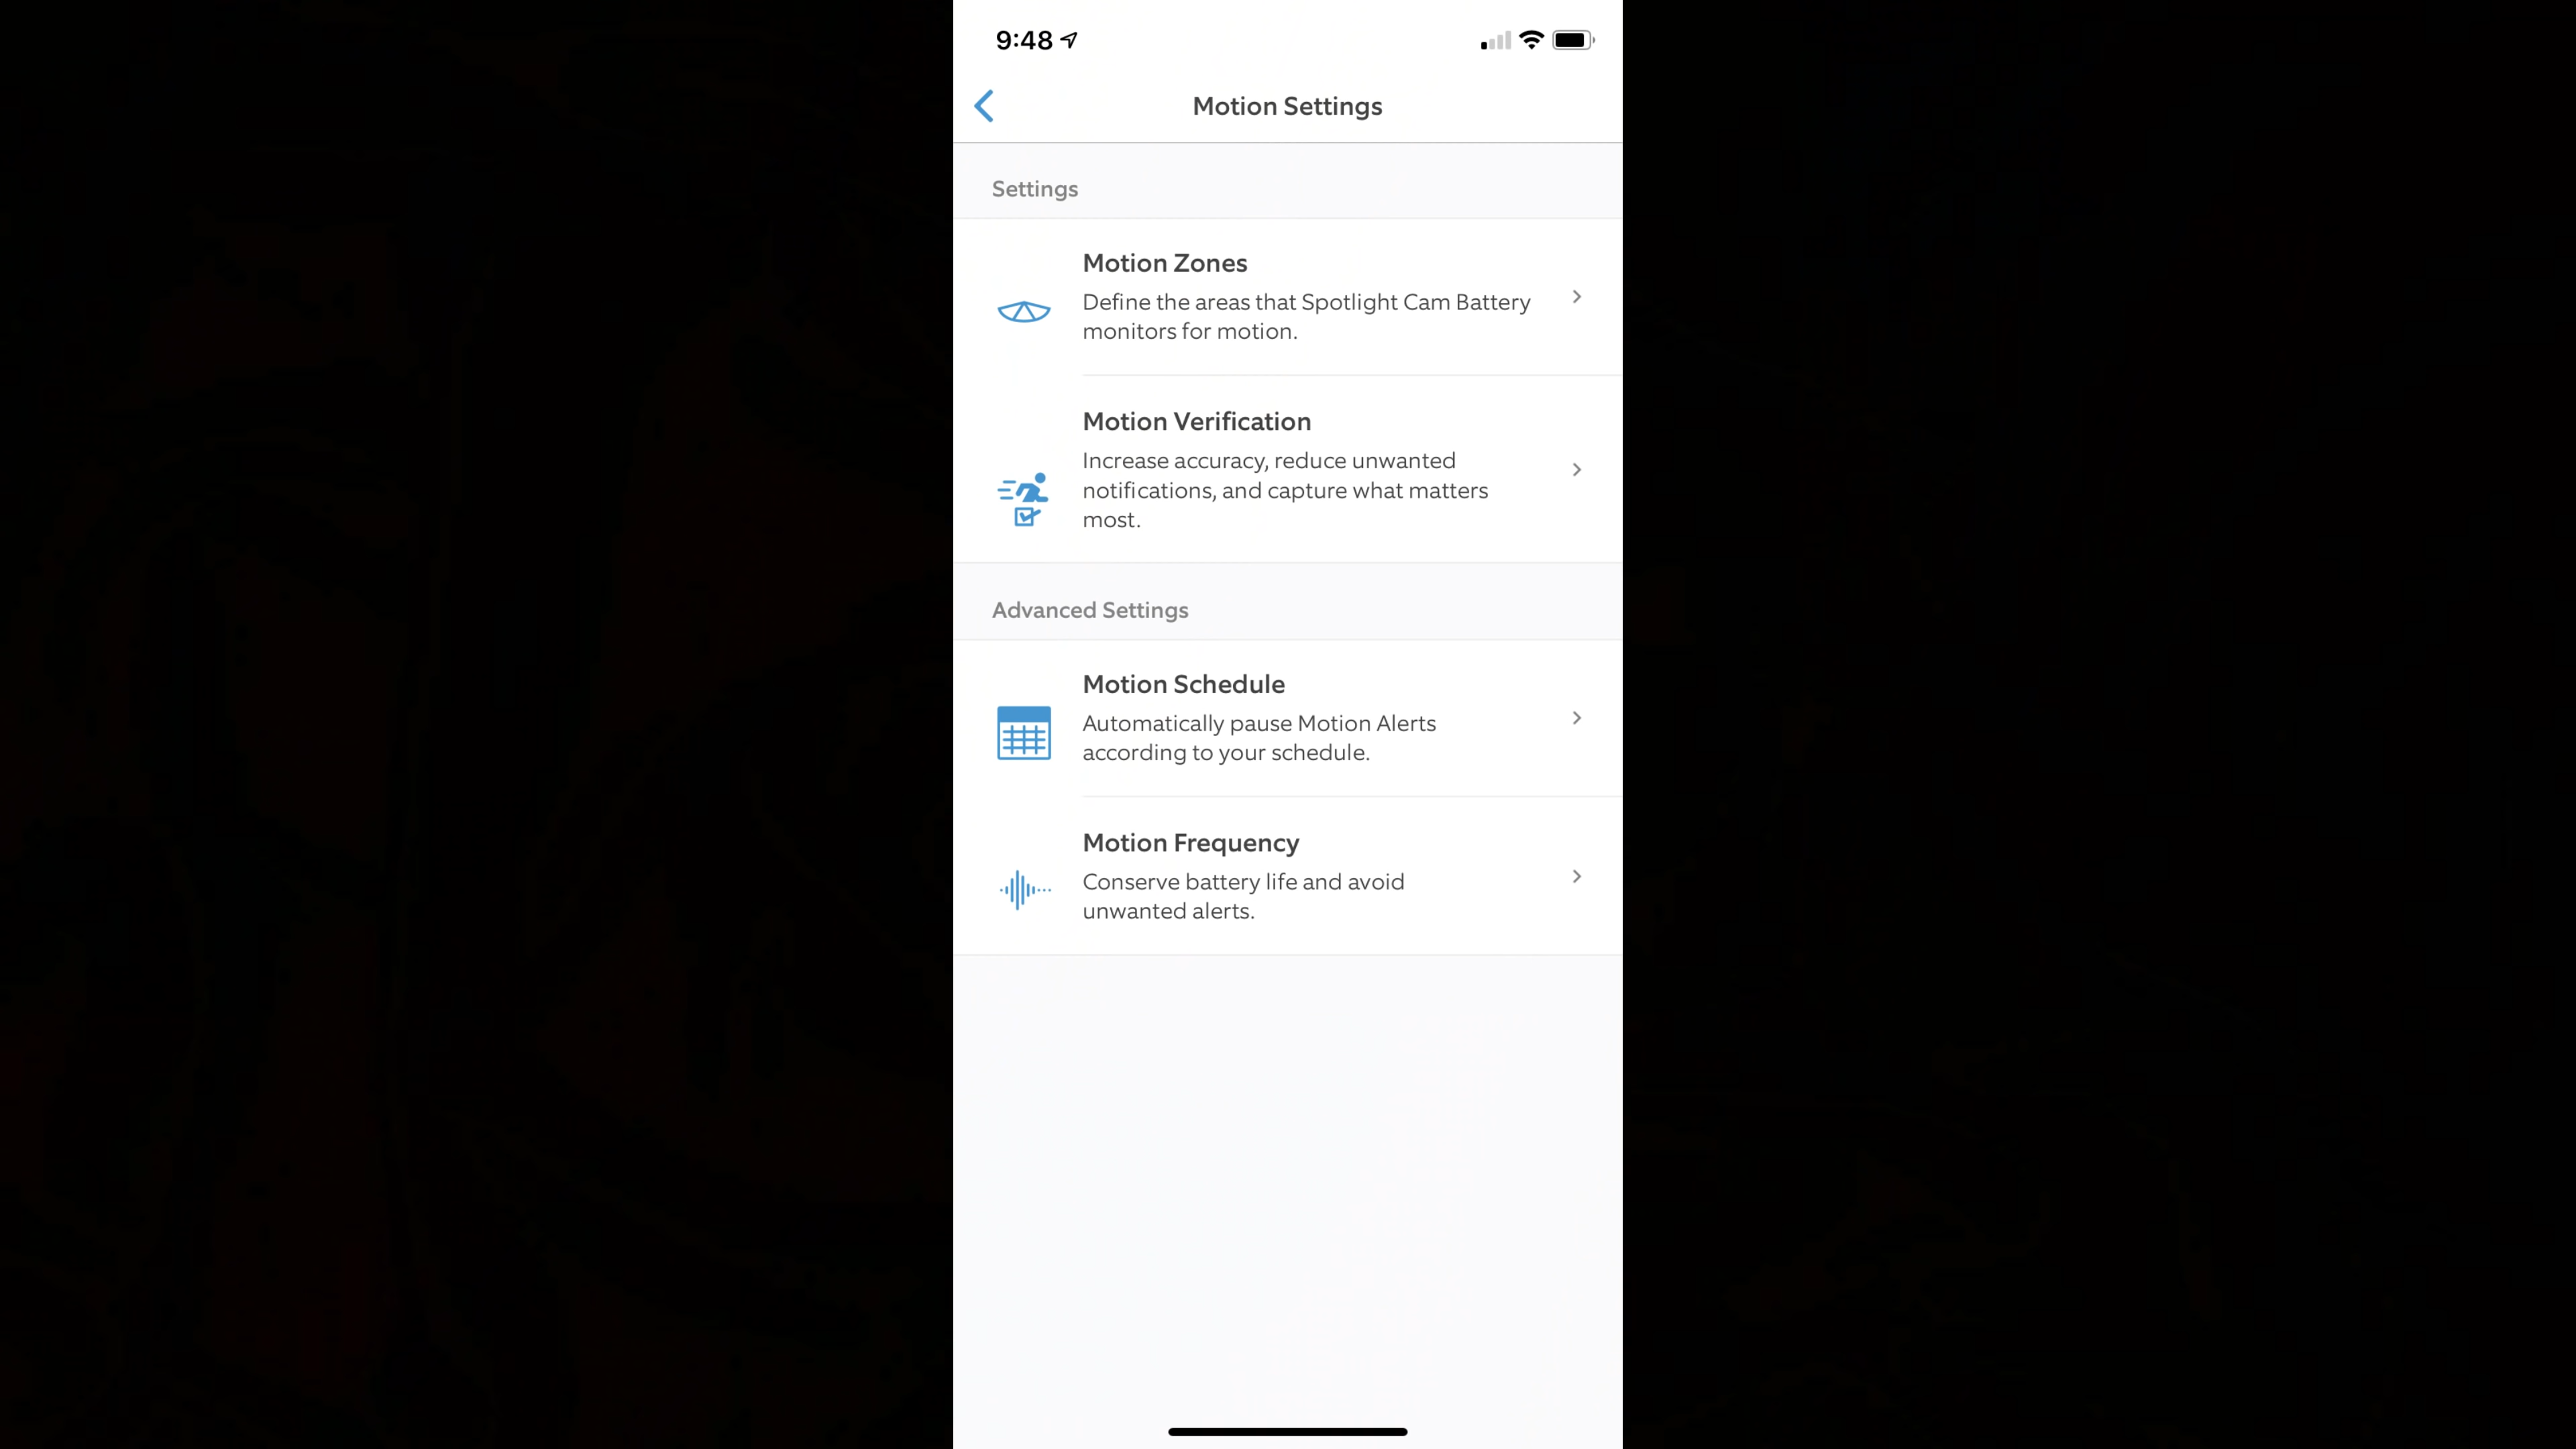 9:48
Motion Settings
Settings
Motion Zones
Define the areas that Spotlight Cam Battery
monitors for motion.
Motion Verification
Increase accuracy, reduce unwanted
notifications, and capture what matters
most.
Advanced Settings
Motion Schedule
Automatically pause Motion Alerts
according to your schedule.
Motion Frequency
Conserve battery life and avoid
unwanted alerts.